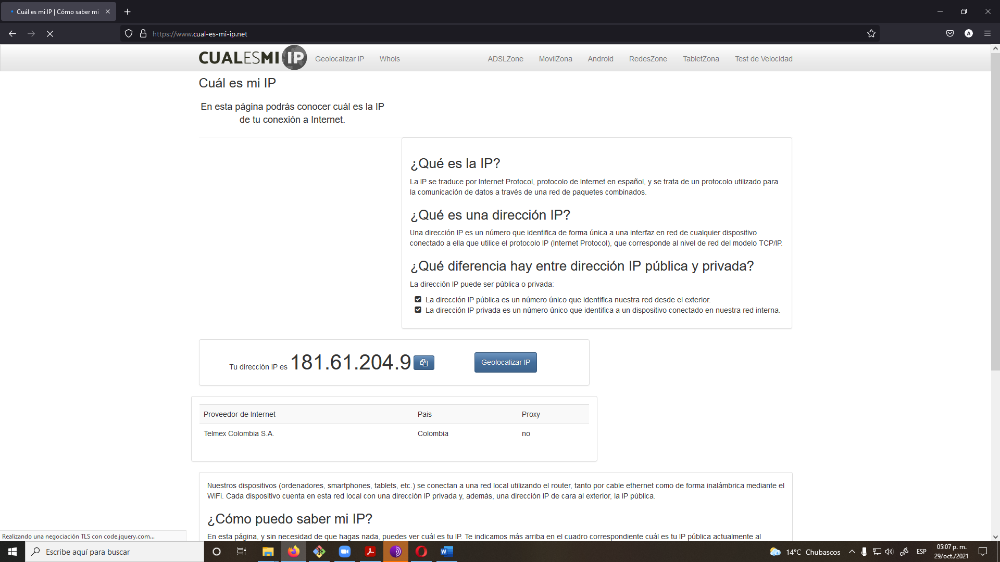 Cuál es mi IP | Cómo saber mi
https://www.cual-es-mi-ip.net
A
CUALESMI IP
Geolocalizar IP
Whois
ADSLZone
MovilZona
Android
RedesZone
TabletZona
Test de Velocidad
Cuál es mi IP
En esta página podrás conocer cuál es la IP
de tu conexión a Internet.
¿Qué es la IP?
La IP se traduce por Internet Protocol, protocolo de Internet en español, y se trata de un protocolo utilizado para
la comunicación de datos a través de una red de paquetes combinados.
¿Qué es una dirección IP?
Una dirección IP es un número que identifica de forma única a una interfaz en red de cualquier dispositivo
conectado a ella que utilice el protocolo IP (Internet Protocol), que corresponde al nivel de red del modelo TCP/IP.
¿Qué diferencia hay entre dirección IP pública y privada?
La dirección IP puede ser pública o privada:
La dirección IP pública es un número único que identifica nuestra red desde el exterior.
La dirección IP privada es un número único que identifica a un dispositivo conectado en nuestra red interna.
Tu dirección IP es 181.61.204.9
Geolocalizar IP
Proveedor de Internet Pais Proxy
Telmex Colombia S.A. Colombia no
Nuestros dispositivos (ordenadores, smartphones, tablets, etc.) se conectan a una red local utilizando el router, tanto por cable ethernet como de forma inalámbrica mediante el
WiFi. Cada dispositivo cuenta en esta red local con una dirección IP privada y, además, una dirección IP de cara al exterior, la IP pública.
¿Cómo puedo saber mi IP?
En esta página, y sin necesidad de que hagas nada, puedes ver cuál es tu IP. Te indicamos más arriba en el cuadro correspondiente cuál es tu IP pública actualmente al
Realizando una negociación TLS con code.jquery.com...
Escribe aquí para buscar
14°C Chubascos
ESP
05:07 p. m.
29/oct./2021